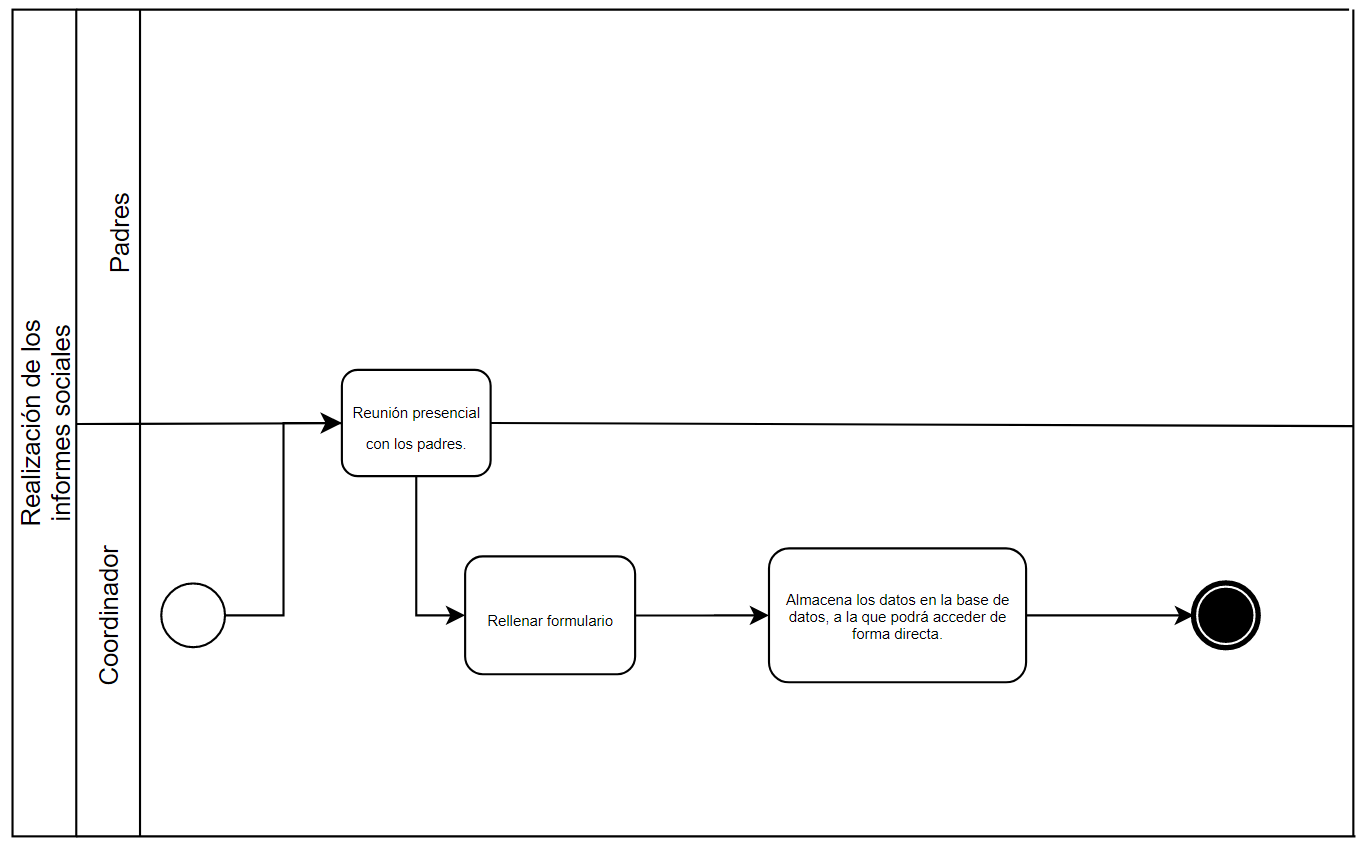 Realización de los
informes sociales
Padres
Coordinador
Reunión presencial
con los padres.
Rellenar formulario
Almacena los datos en la base de
datos, a la que podrá acceder de
forma directa.